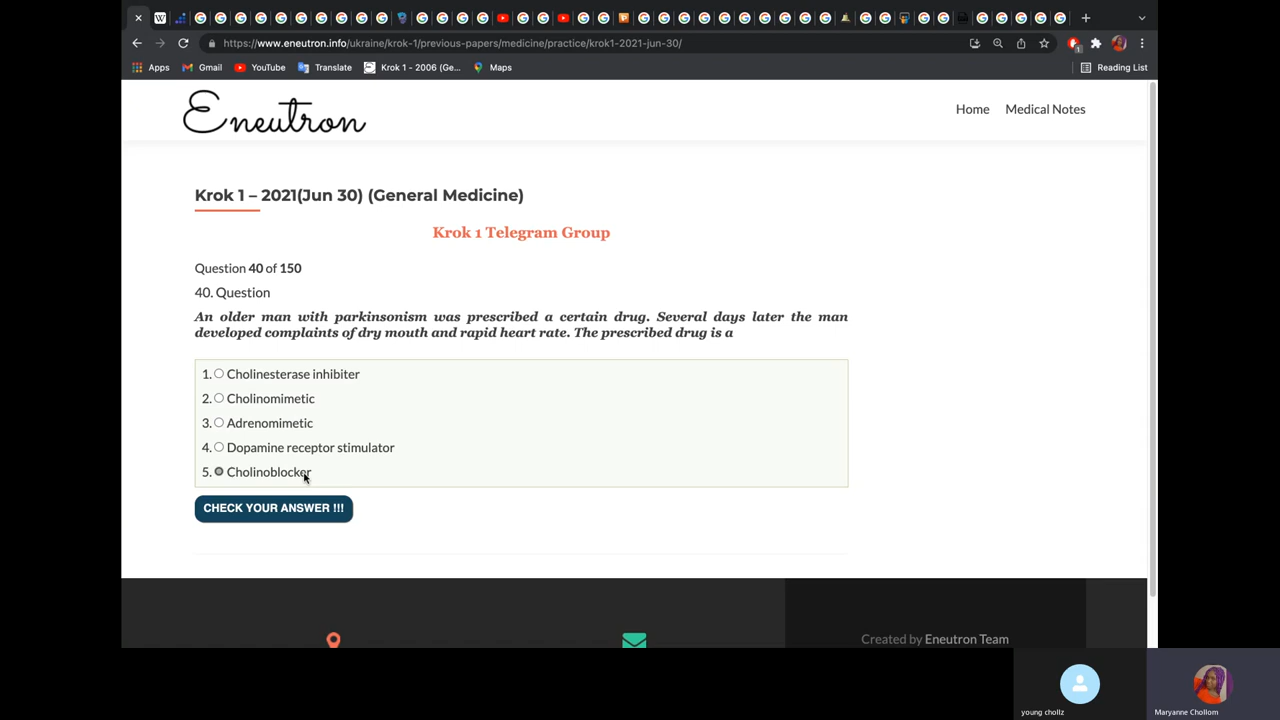 https://www.eneutron.info/ukraine/krok-1/previous-papers/medicine/practice/krok1-2021-jun-30/
Apps Gmail YouTube Translate Krok 1 - 2006 (Ge... Maps Reading List
Eneutron
Home Medical Notes
Krok 1 – 2021(Jun 30) (General Medicine)
Krok 1 Telegram Group
Question 40 of 150
40. Question
An older man with parkinsonism was prescribed a certain drug. Several days later the man
developed complaints of dry mouth and rapid heart rate. The prescribed drug is a
1. Cholinesterase inhibiter
2. Cholinomimetic
3. Adrenomimetic
4. Dopamine receptor stimulator
5. Cholinoblocker
CHECK YOUR ANSWER !!!
Created by Eneutron Team
young chollz
Maryanne Chollom